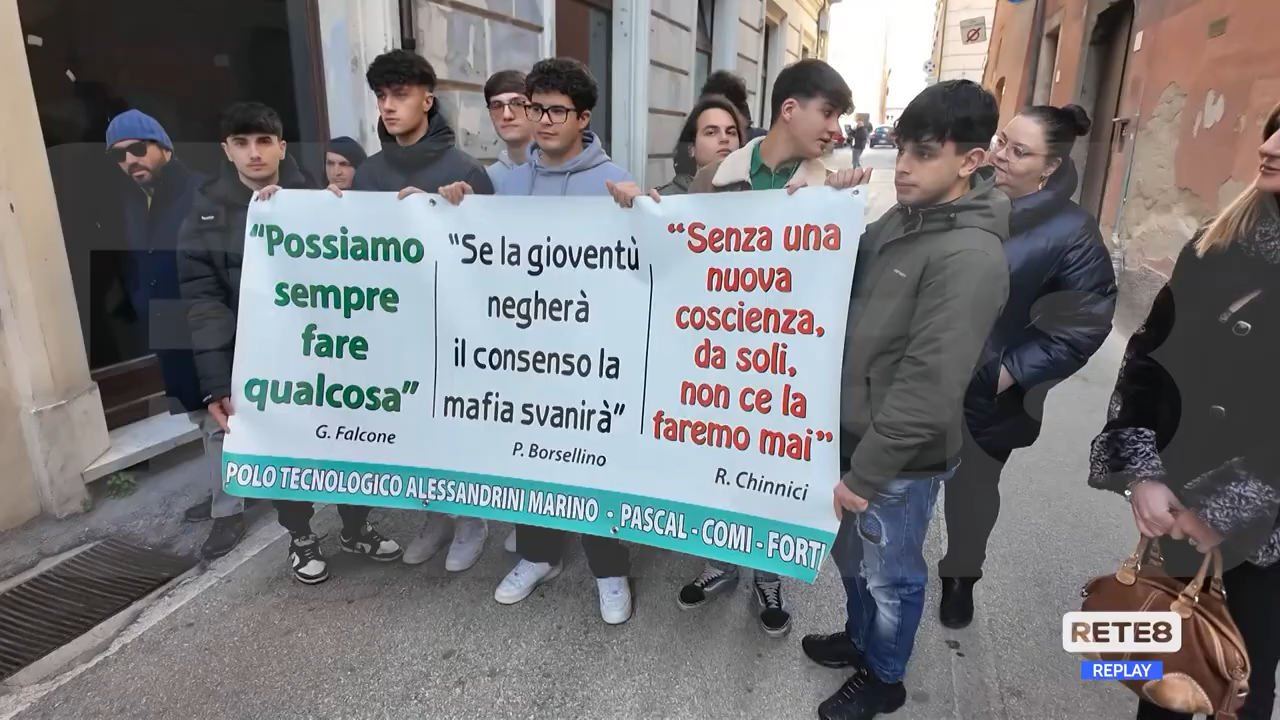 “Possiamo
sempre
fare
qualcosa”
G. Falcone
“Se la gioventù
negherà
il consenso la
mafia svanirà”
P. Borsellino
“Senza una
nuova
coscienza,
da soli,
non ce la
faremo mai”
R. Chinnici
POLO TECNOLOGICO ALESSANDRINI MARINO - PASCAL - COMI - FORTI
RETE8
REPLAY